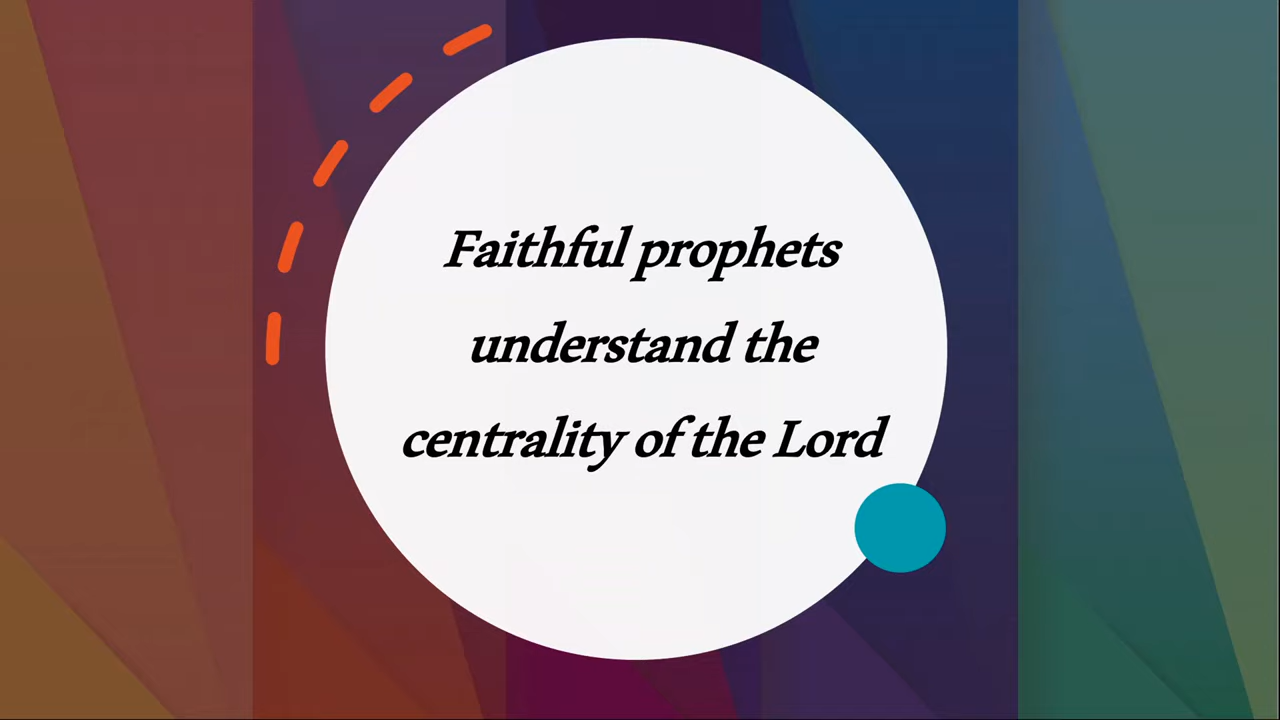 Faithful prophets
understand the
centrality of the Lord